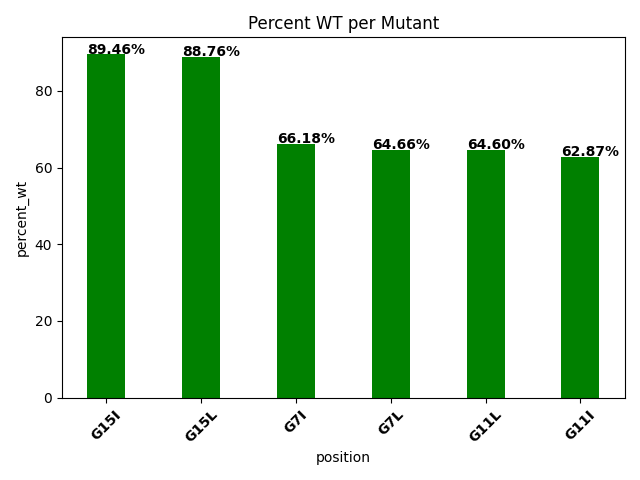 Percent WT per Mutant
89.46%
88.76%
66.18%
64.66%
64.60%
62.87%
percent_wt
80
60
40
20
0
G15I
G15L
G7I
G7L
G11L
G11I
position